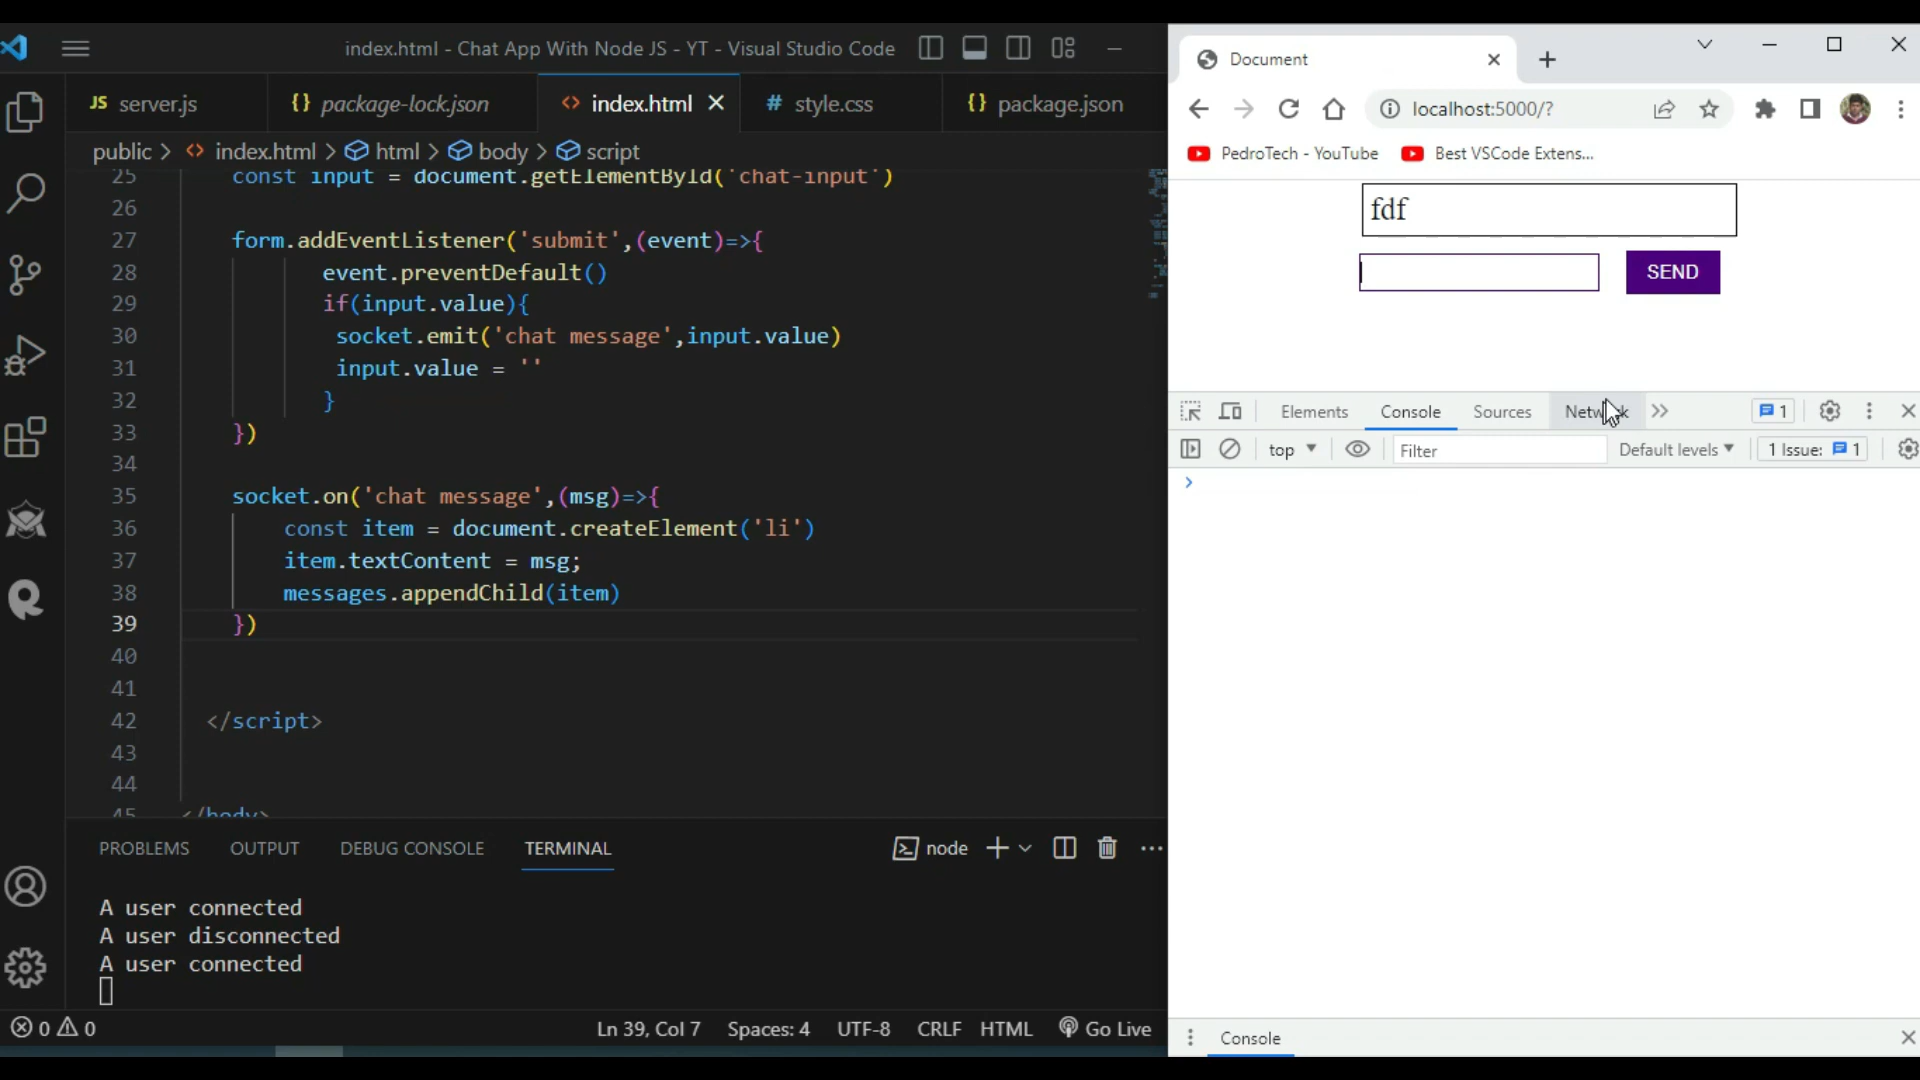 index.html - Chat App With Node JS - YT - Visual Studio Code
JS server.js
{} package-lock.json
<> index.html
# style.css
{} package.json
public > <> index.html > html > body > script
25 const input = document.getElementById('chat-input')
26
27 form.addEventListener('submit',(event)=>{
28 event.preventDefault()
29 if(input.value){
30 socket.emit('chat message',input.value)
31 input.value = ''
32 }
33 })
34
35 socket.on('chat message',(msg)=>{
36 const item = document.createElement('li')
37 item.textContent = msg;
38 messages.appendChild(item)
39 })
40
41
42 </script>
43
44
45 </body>
PROBLEMS OUTPUT DEBUG CONSOLE TERMINAL
node
A user connected
A user disconnected
A user connected
0 0
Ln 39, Col 7 Spaces: 4 UTF-8 CRLF HTML Go Live
Document
localhost:5000/?
PedroTech - YouTube
Best VSCode Extens...
fdf
SEND
Elements Console Sources Network 1
top Filter Default levels 1 Issue: 1
Console